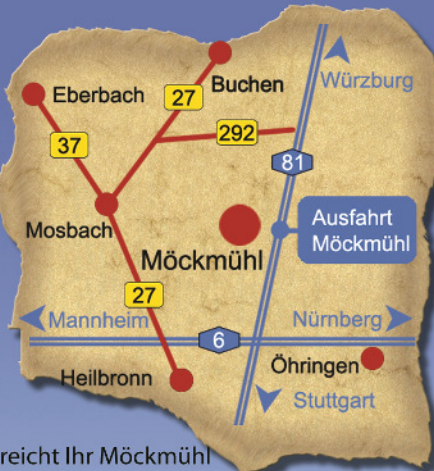 Buchen
Würzburg
Eberbach
27
292
37
81
Mosbach
Ausfahrt
Möckmühl
Möckmühl
27
Mannheim
6
Nürnberg
Heilbronn
Öhringen
Stuttgart
reicht Ihr Möckmühl